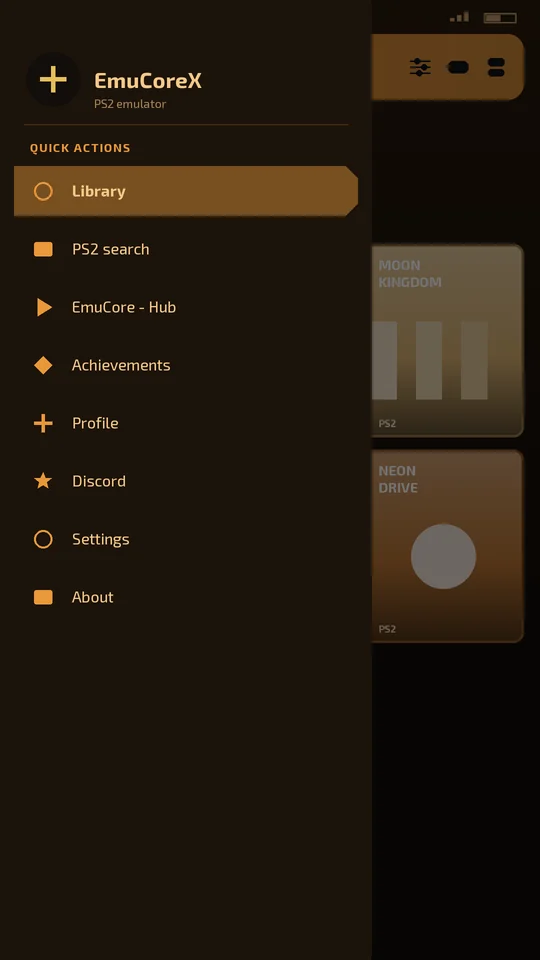 EmuCoreX
PS2 emulator
QUICK ACTIONS
Library
PS2 search
EmuCore - Hub
Achievements
Profile
Discord
Settings
About
MOON
KINGDOM
PS2
NEON
DRIVE
PS2